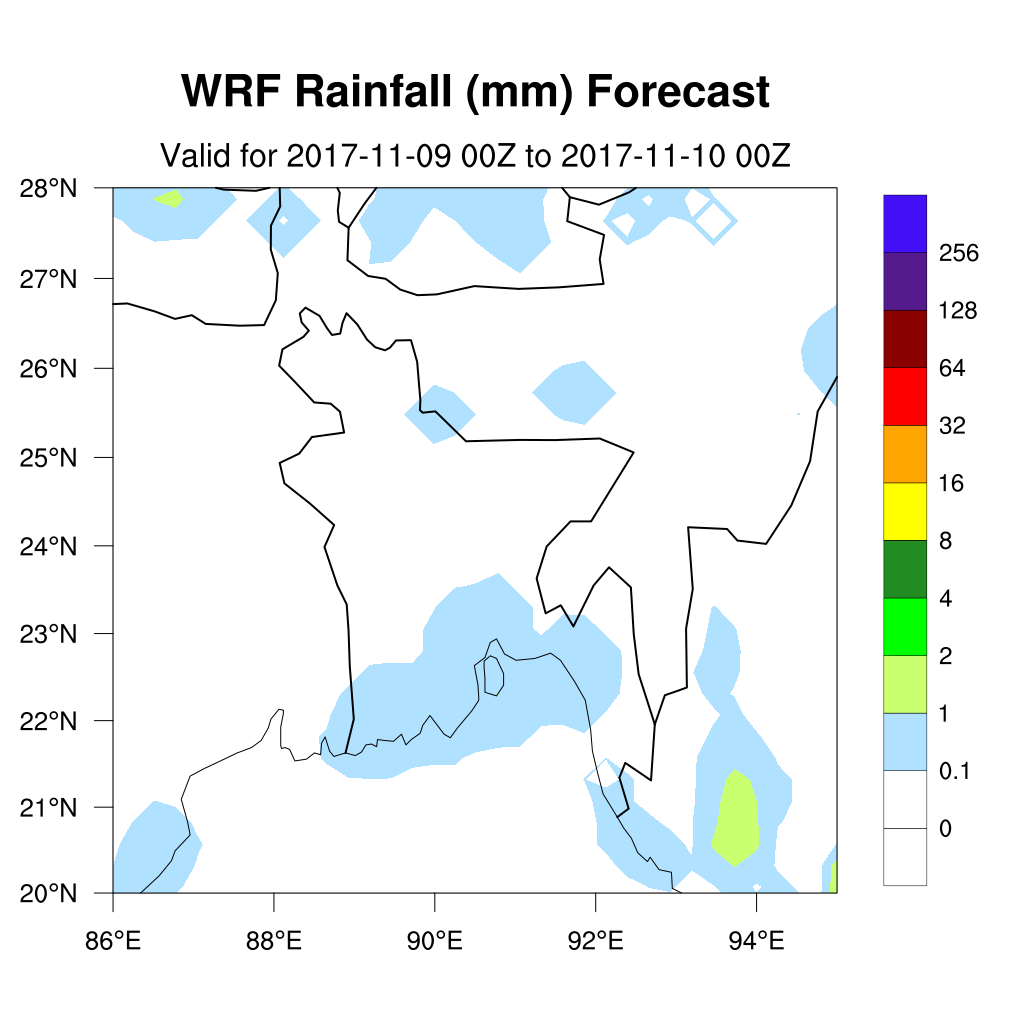 WRF Rainfall (mm) Forecast
Valid for 2017-11-09 00Z to 2017-11-10 00Z
28°N
27°N
26°N
25°N
24°N
23°N
22°N
21°N
20°N
86°E 88°E 90°E 92°E 94°E
256
128
64
32
16
8
4
2
1
0.1
0